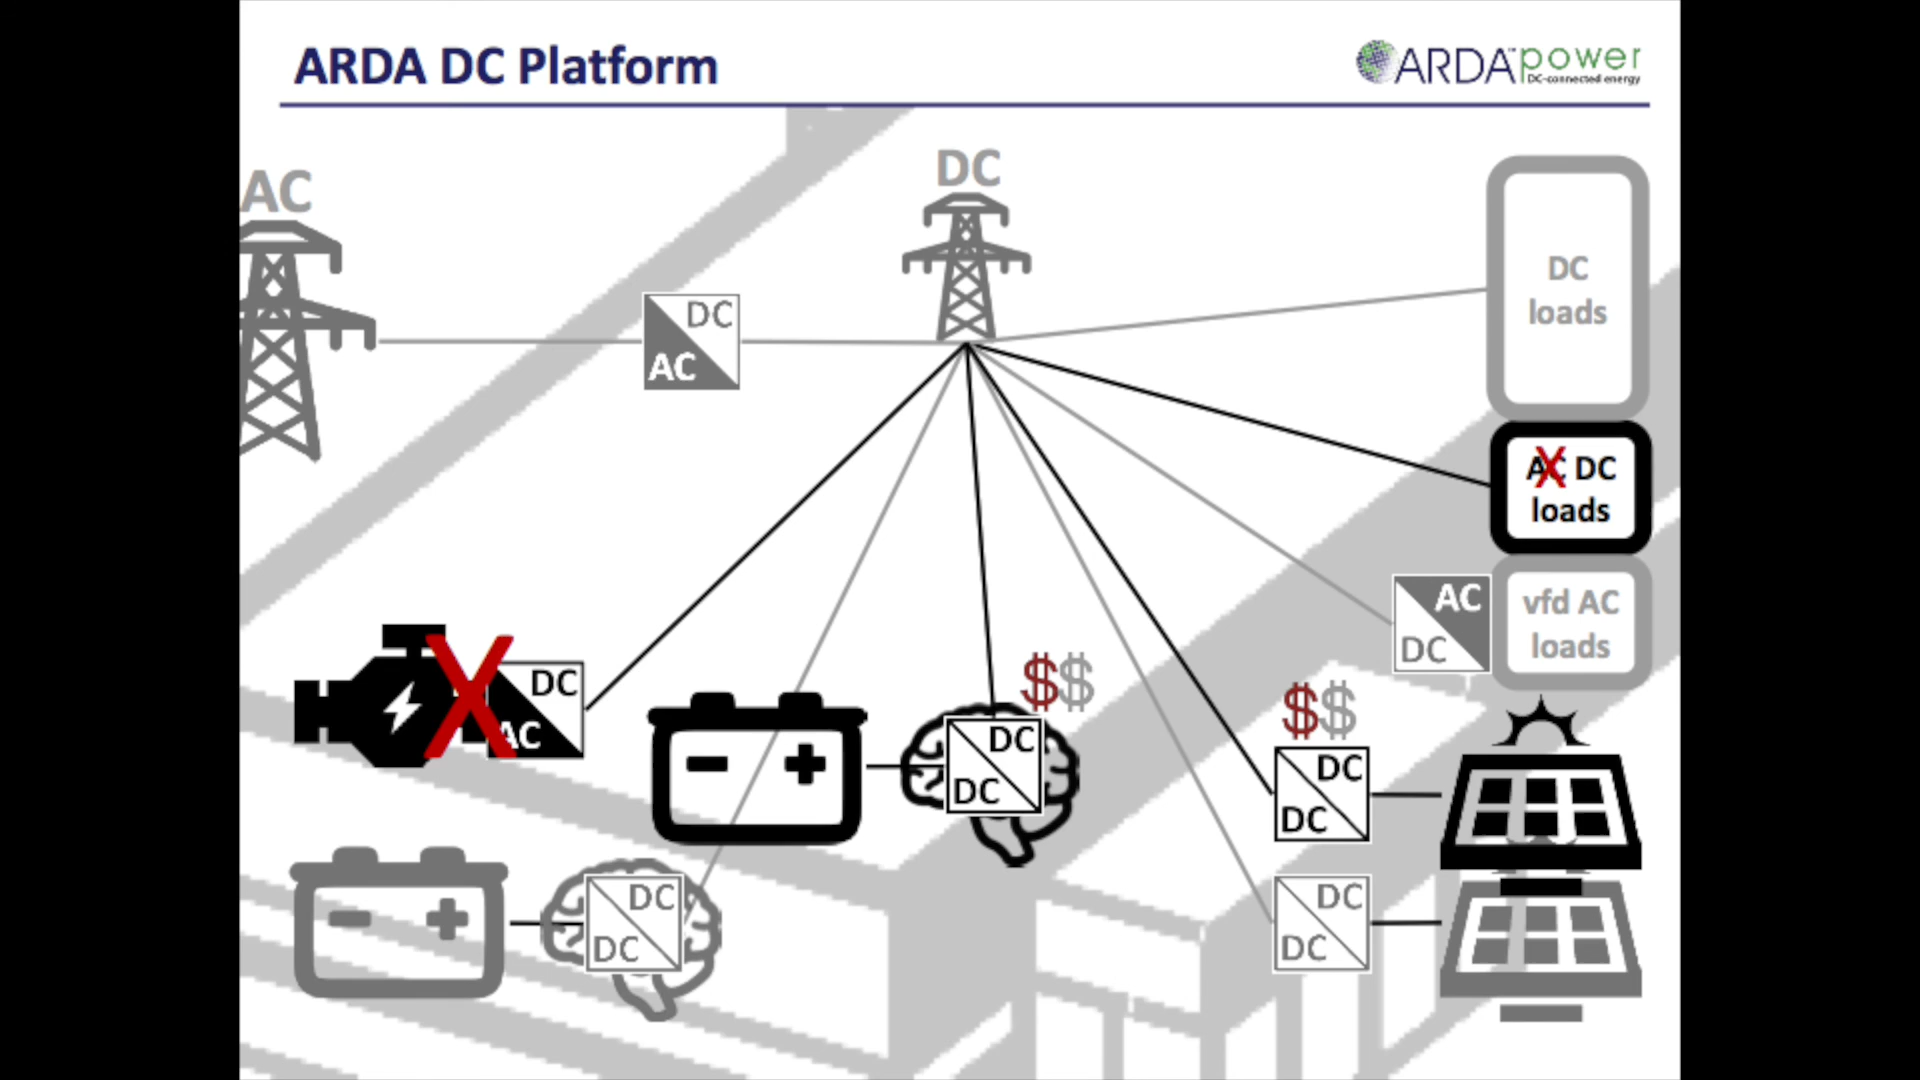 ARDA DC Platform
ARDA™power
DC-connected energy
AC
DC
DC
AC
DC
loads
AC X DC
loads
AC
DC
vfd AC
loads
X
DC
AC
$$
DC
DC
$$
DC
DC
DC
DC
DC
DC